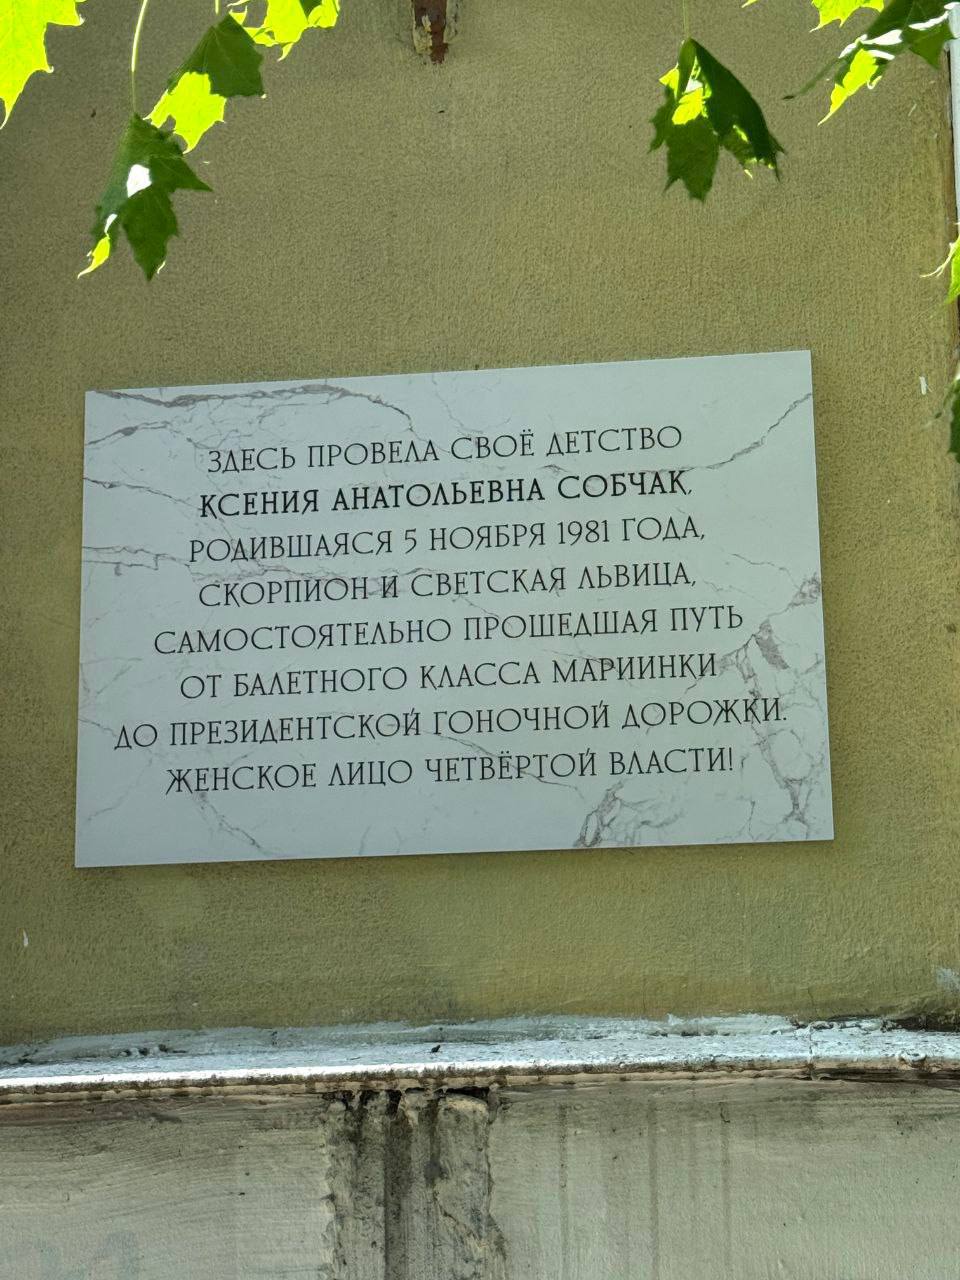 ЗДЕСЬ ПРОВЕЛА СВОЁ ДЕТСТВО
КСЕНИЯ АНАТОЛЬЕВНА СОБЧАК,
РОДИВШАЯСЯ 5 НОЯБРЯ 1981 ГОДА,
СКОРПИОН И СВЕТСКАЯ ЛЬВИЦА,
САМОСТОЯТЕЛЬНО ПРОШЕДШАЯ ПУТЬ
ОТ БАЛЕТНОГО КЛАССА МАРИИНКИ
ДО ПРЕЗИДЕНТСКОЙ ГОНОЧНОЙ ДОРОЖКИ.
ЖЕНСКОЕ ЛИЦО ЧЕТВЁРТОЙ ВЛАСТИ!